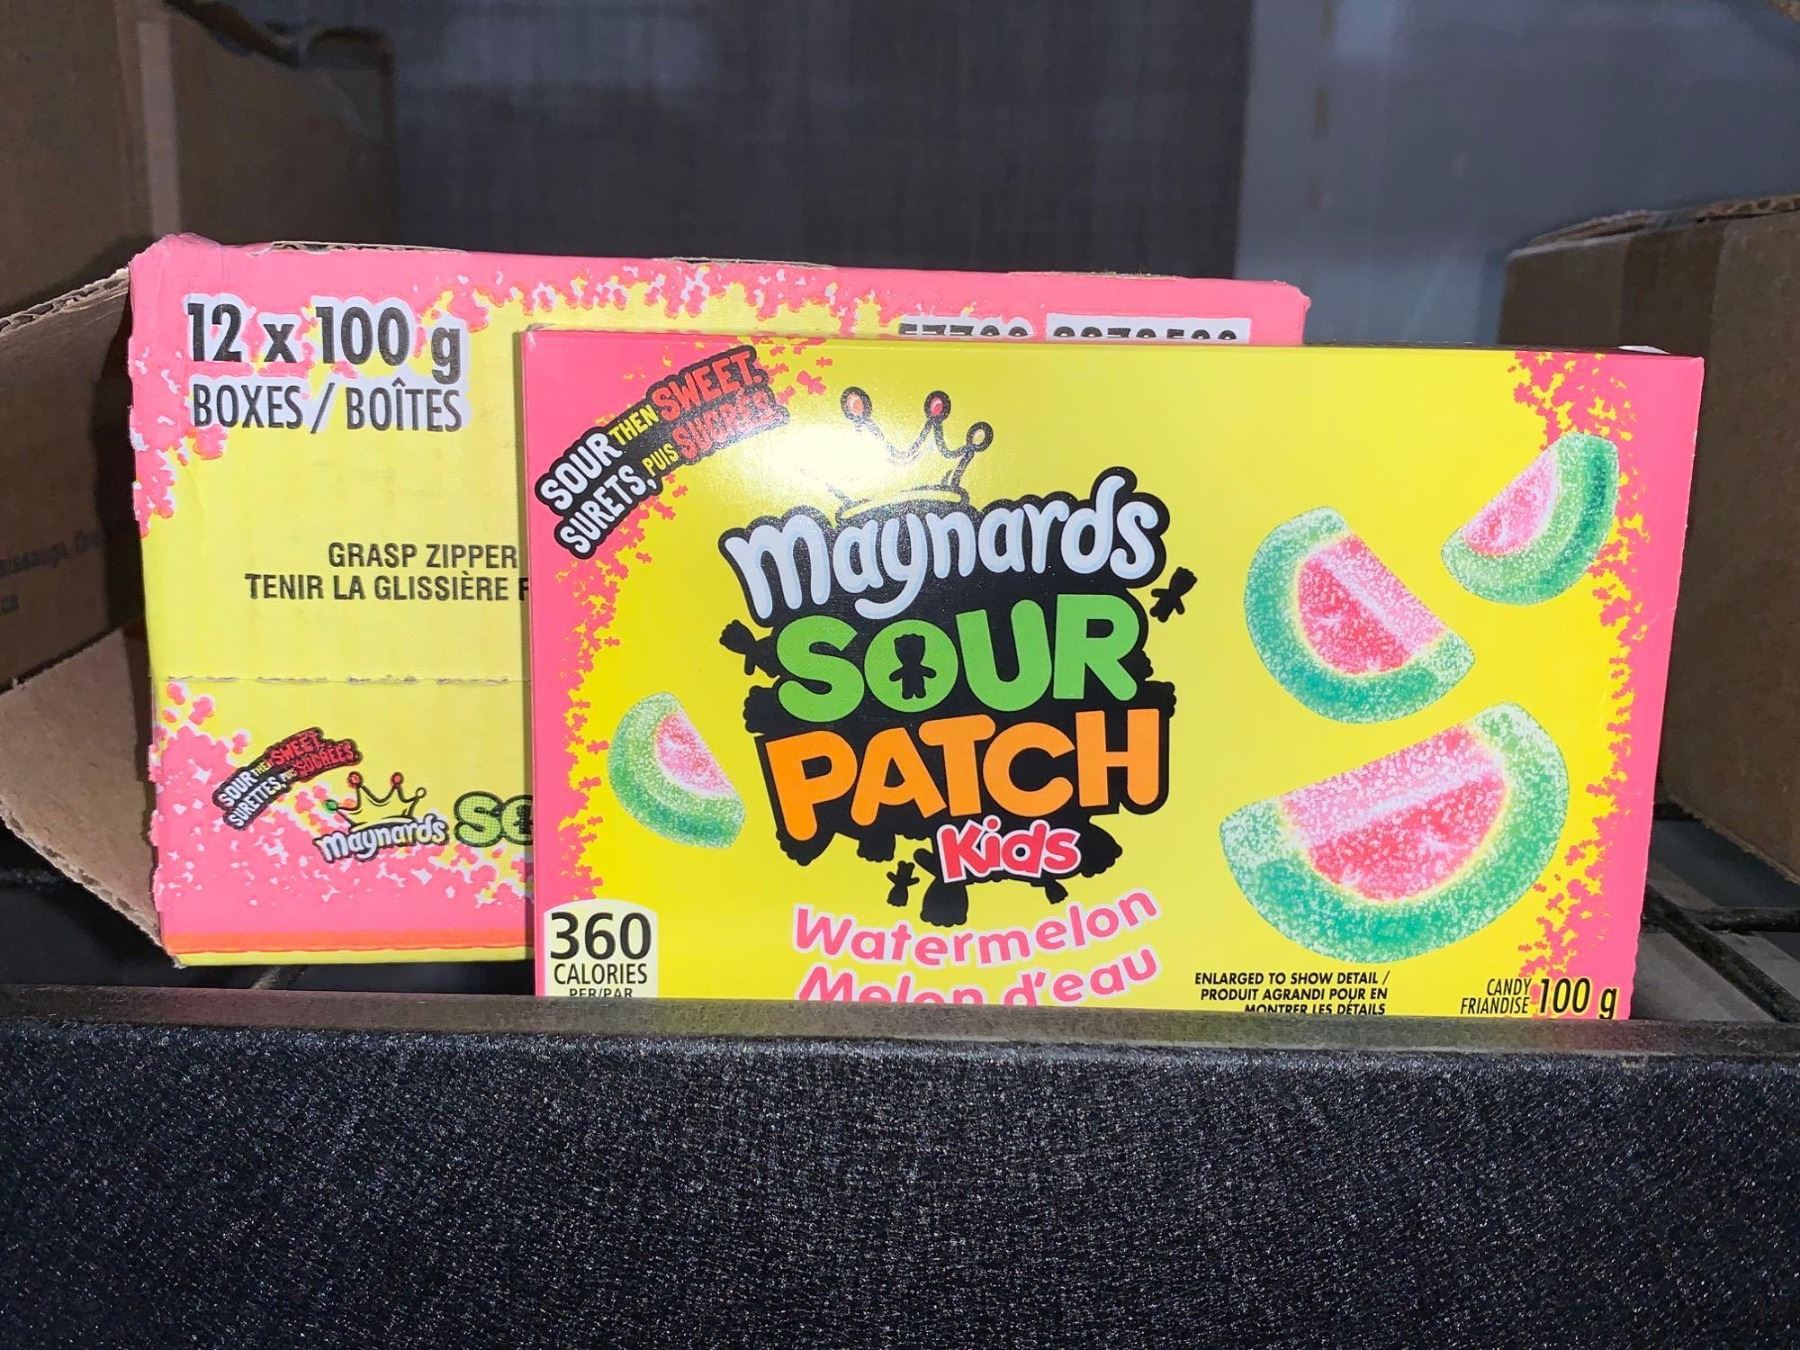 12 x 100 g
BOXES / BOÎTES
GRASP ZIPPER
TENIR LA GLISSIÈRE
SOUR THEN SWEET
SURETTES, PUIS SUCRÉES
maynards
SOUR THEN SWEET.
SURETS, PUIS SUCRÉS.
maynards
SOUR
PATCH
Kids
Watermelon
Melon d'eau
360
CALORIES
PER/PAR
ENLARGED TO SHOW DETAIL /
PRODUIT AGRANDI POUR EN
MONTRER LES DÉTAILS
CANDY
FRIANDISE 100 g